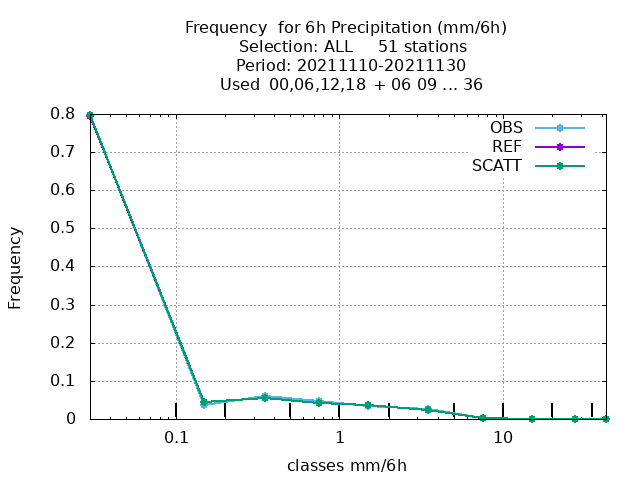 Frequency  for 6h Precipitation (mm/6h)
Selection: ALL     51 stations
Period: 20211110-20211130
Used  00,06,12,18  + 06 09 ... 36
OBS
REF
SCATT
0.8
0.7
0.6
0.5
0.4
0.3
0.2
0.1
0
Frequency
0.1 1 10
classes mm/6h